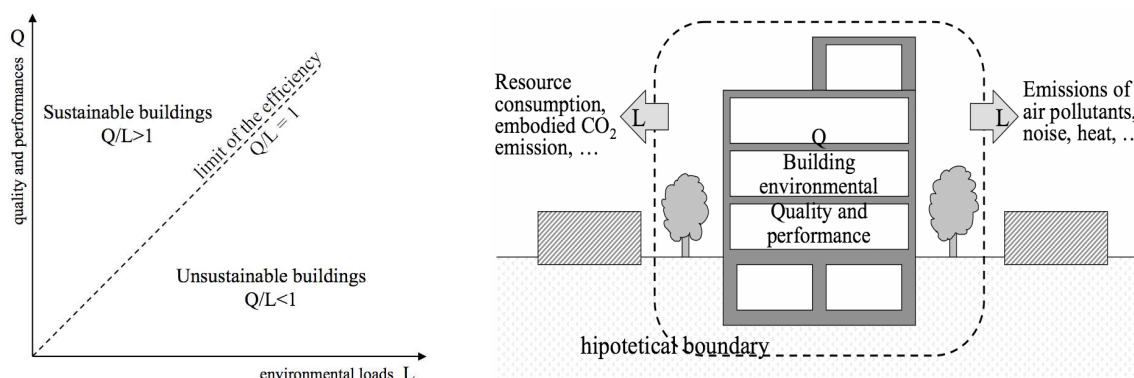 Q
quality and performances
Sustainable buildings
Q/L>1
limit of the efficiency
Q/L = 1
Unsustainable buildings
Q/L<1
environmental loads L
Resource
consumption,
embodied CO₂
emission, …
L
Q
Building
environmental
Quality and
performance
L
Emissions of
air pollutants,
noise, heat, …
hipotetical boundary